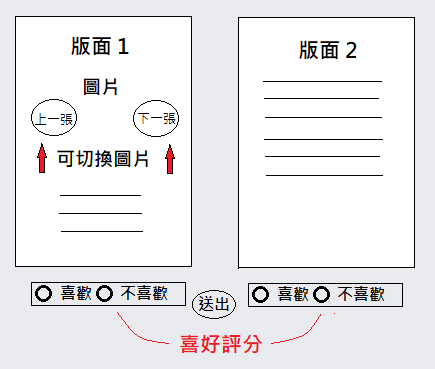 版面 1
圖片
上一張
下一張
可切換圖片
版面 2
喜歡 不喜歡
送出
喜歡 不喜歡
喜好評分